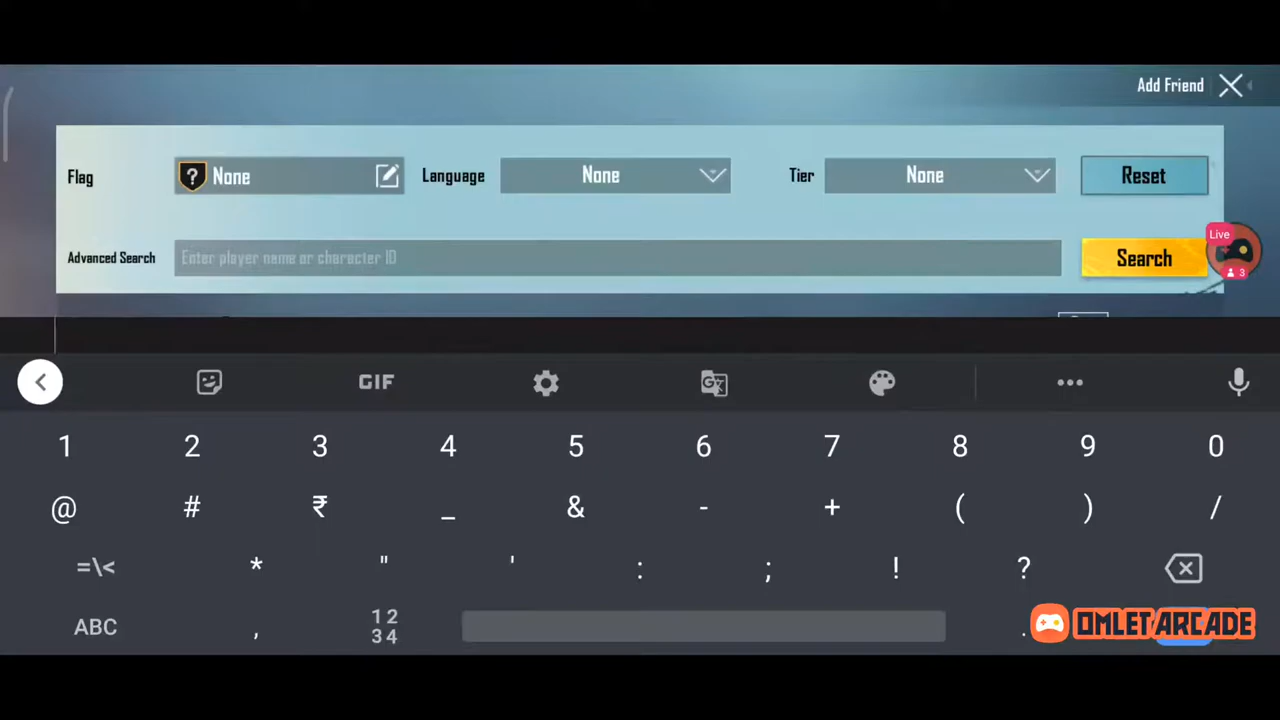 Add Friend
Flag ? None Language None Tier None Reset
Advanced Search Enter player name or character ID Search
Live
3
GIF
1 2 3 4 5 6 7 8 9 0
@ # ₹ _ & - + ( ) /
=\< * " ' : ; ! ?
ABC , 12 34 .
OMLET ARCADE